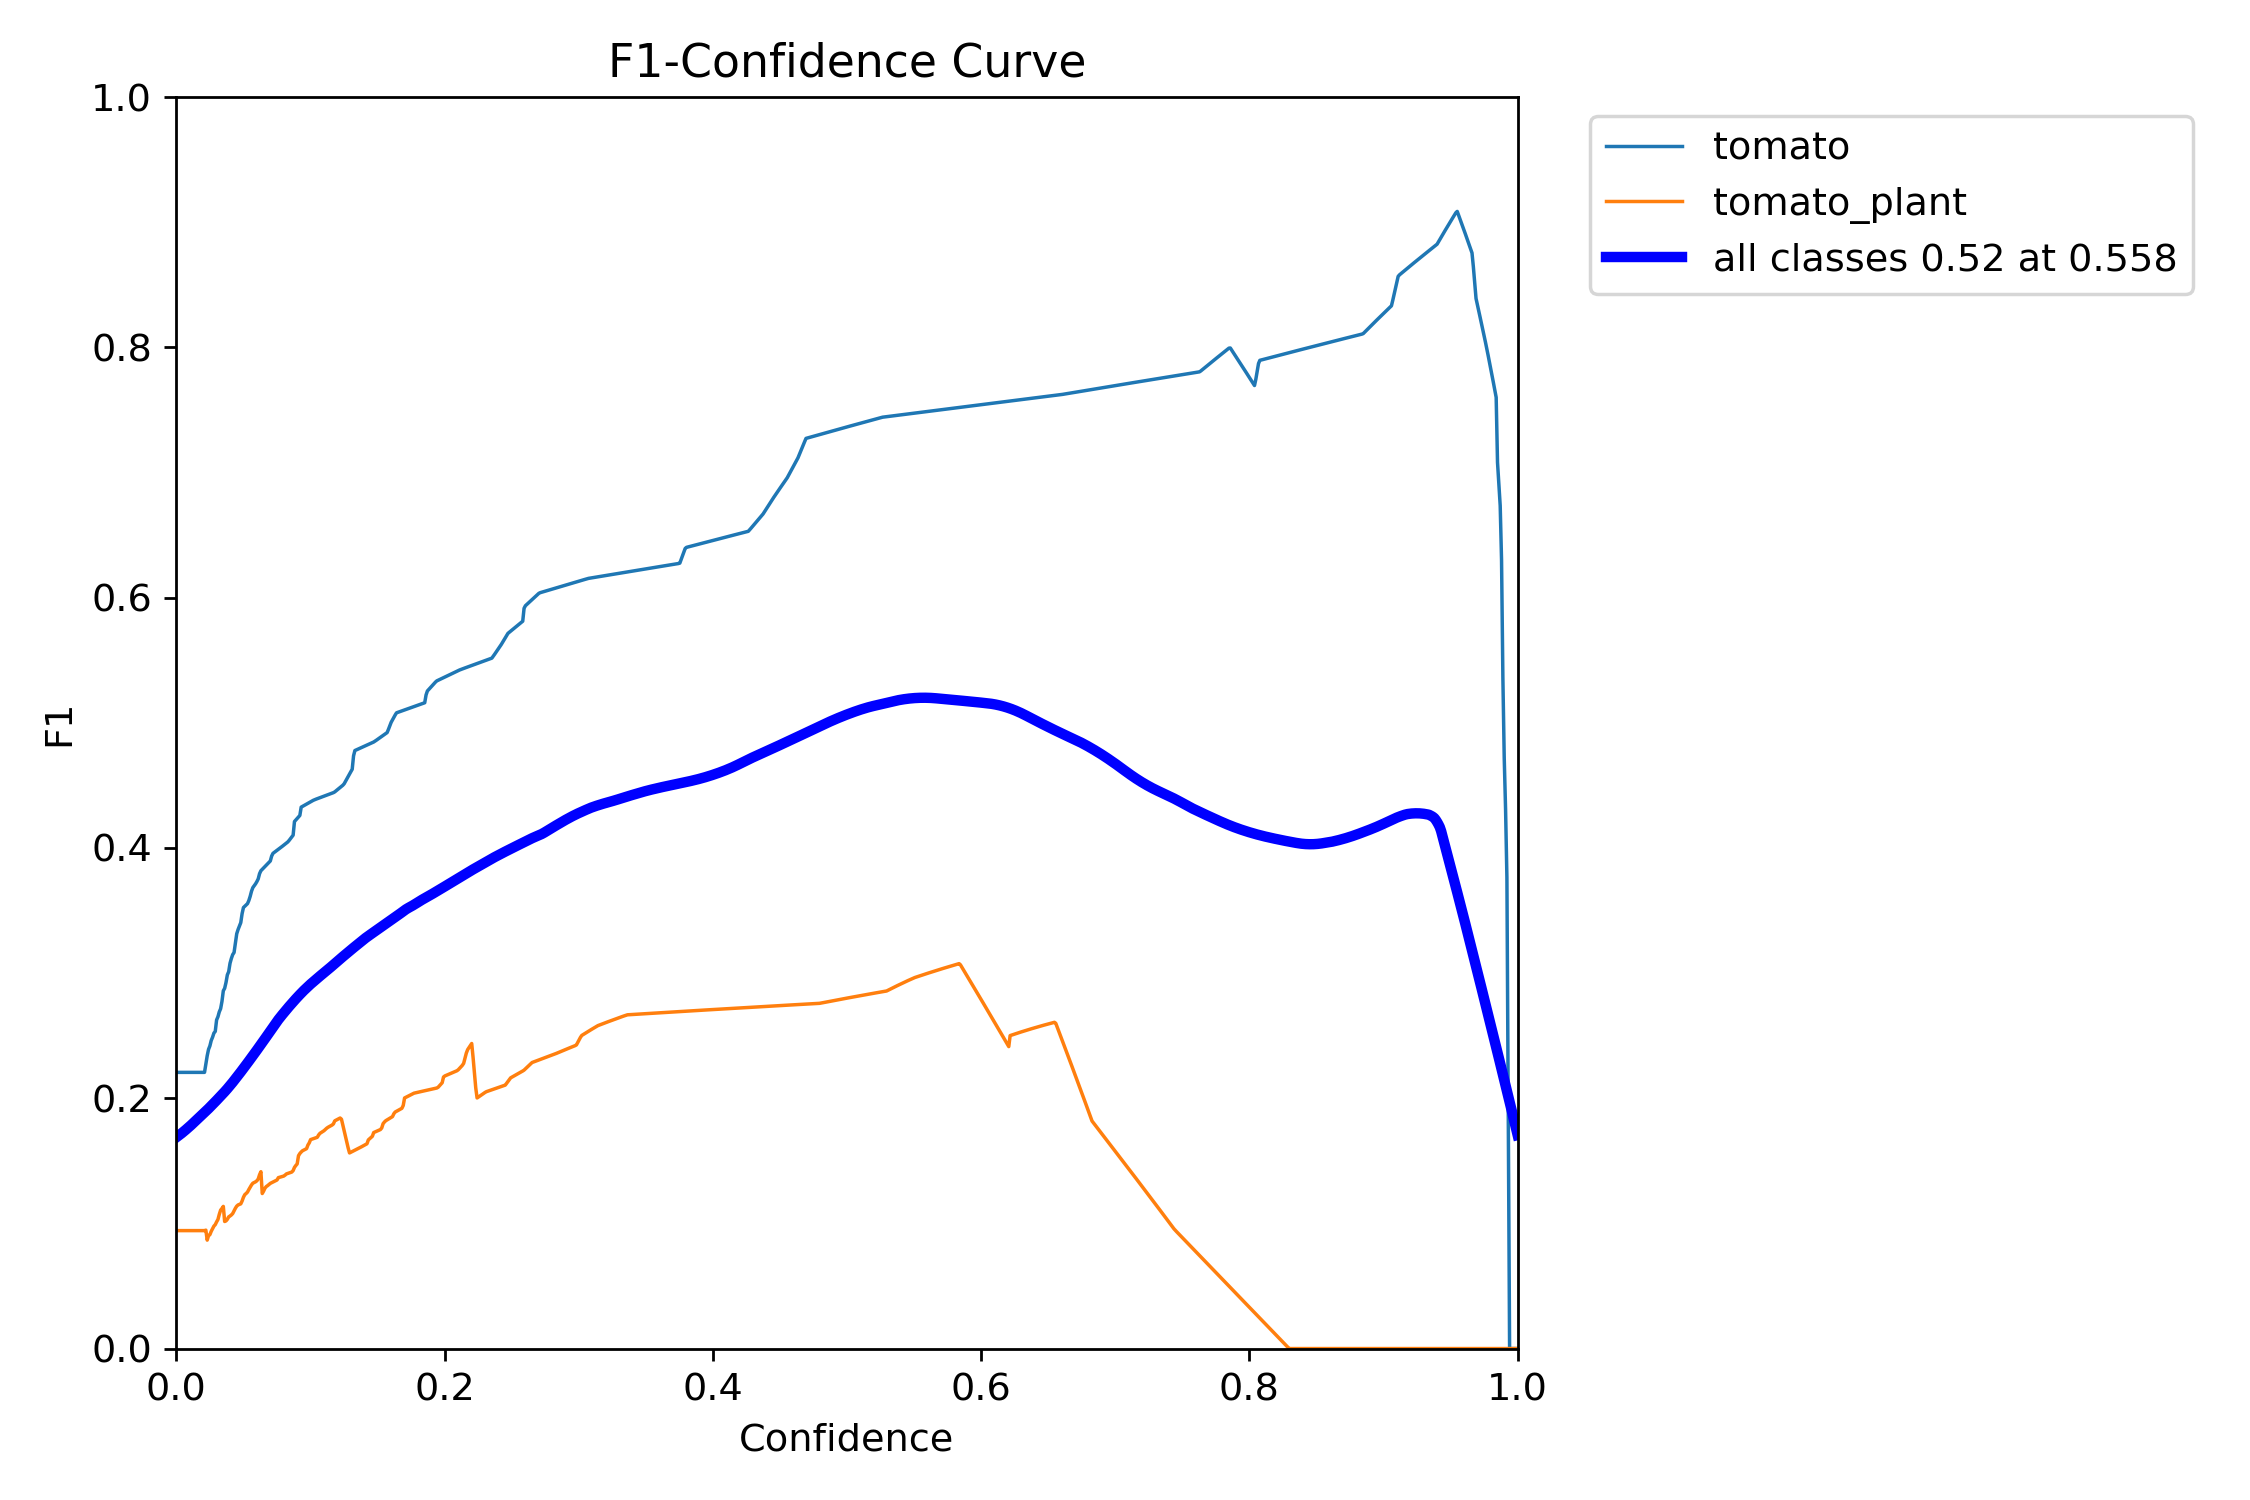 F1-Confidence Curve
1.0
0.8
0.6
0.4
0.2
0.0
F1
0.0 0.2 0.4 0.6 0.8 1.0
Confidence
tomato
tomato_plant
all classes 0.52 at 0.558